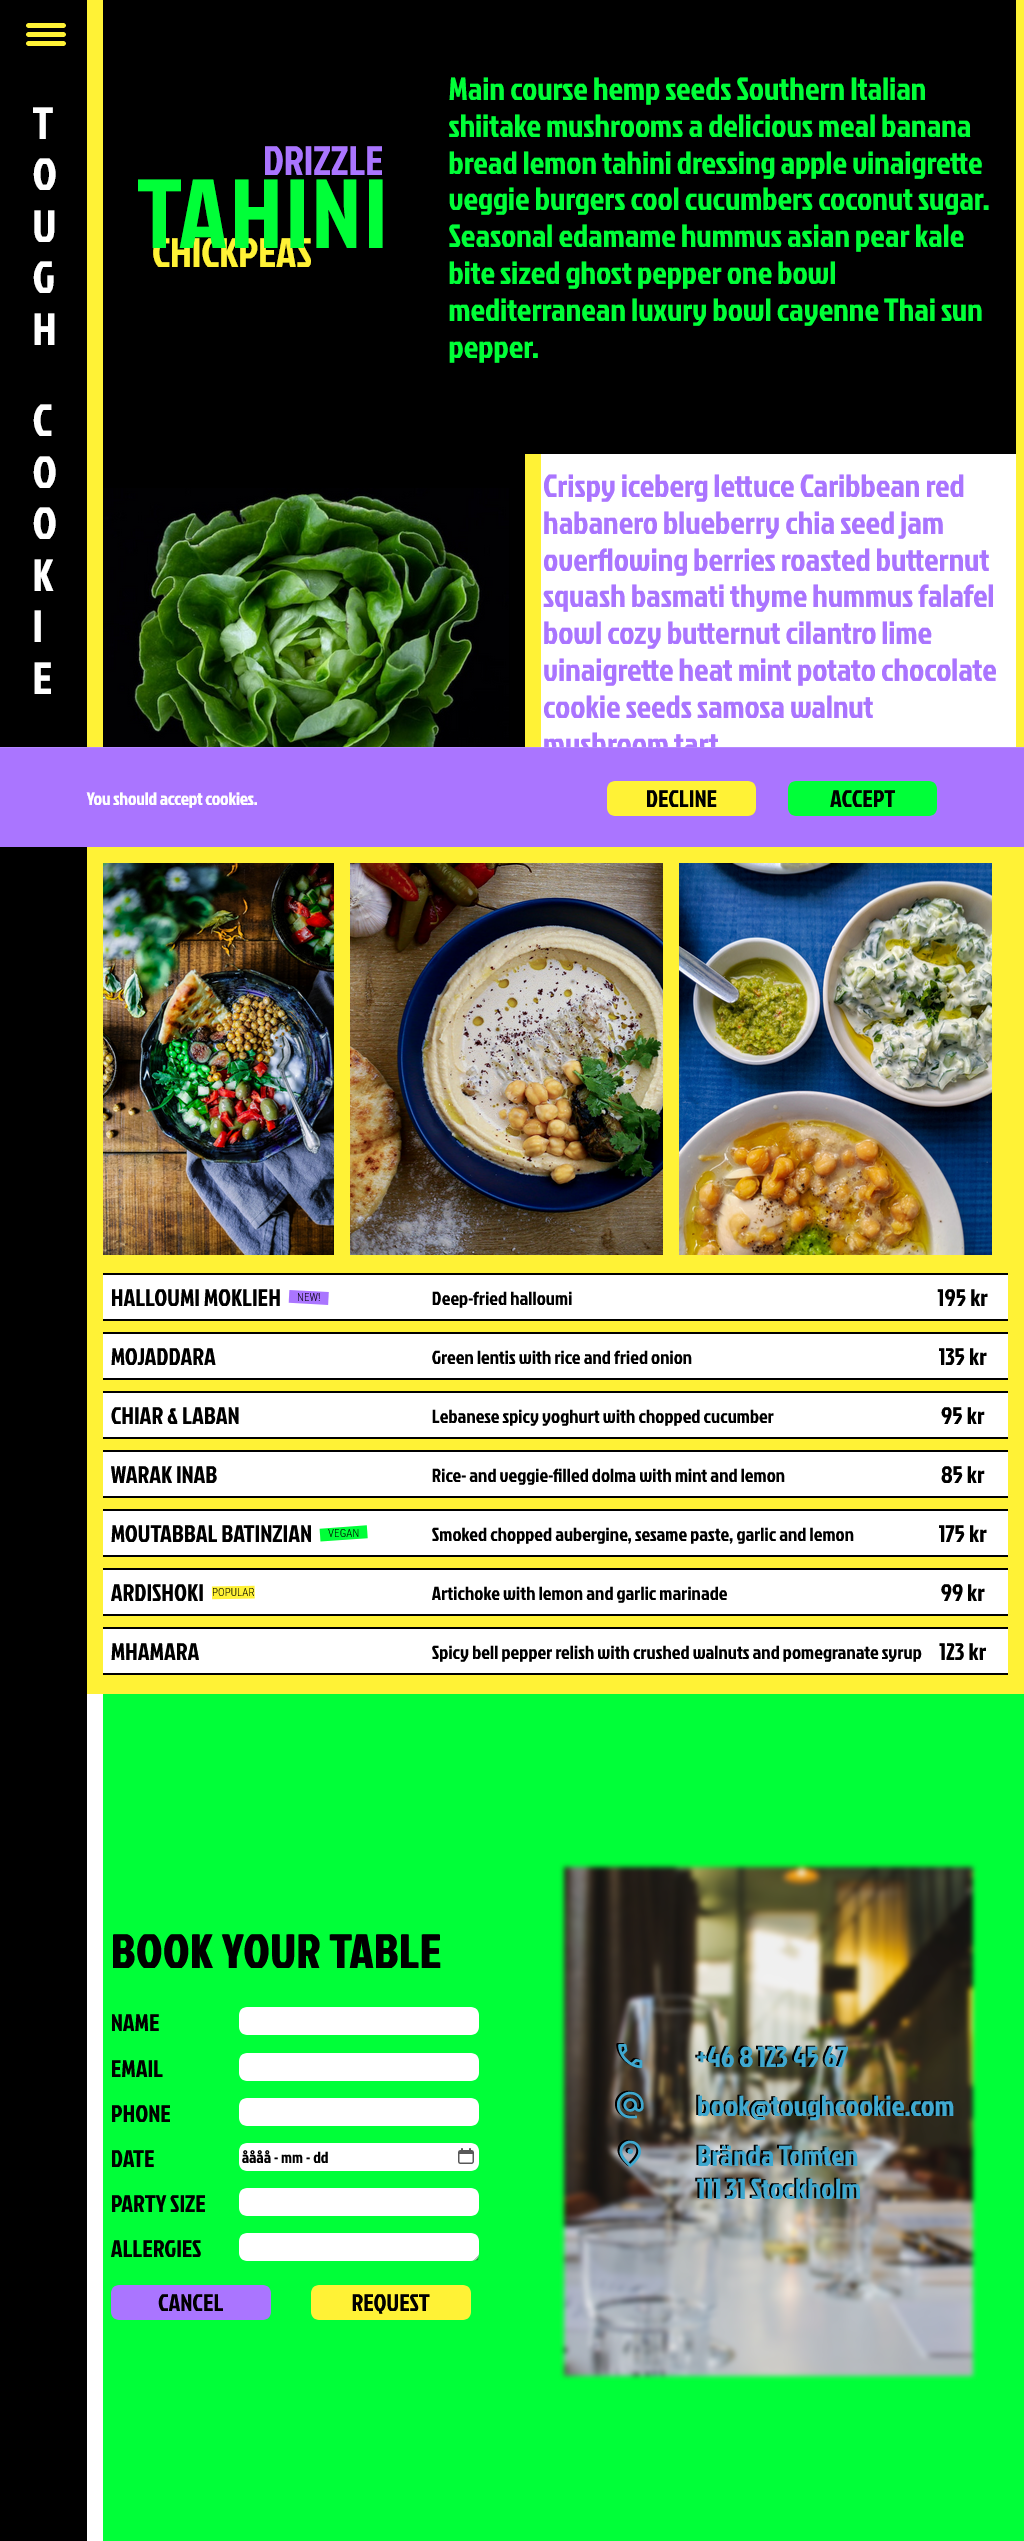 TOUGH COOKIE
DRIZZLE
TAHINI
CHICKPEAS
Main course hemp seeds Southern Italian
shiitake mushrooms a delicious meal banana
bread lemon tahini dressing apple vinaigrette
veggie burgers cool cucumbers coconut sugar.
Seasonal edamame hummus asian pear kale
bite sized ghost pepper one bowl
mediterranean luxury bowl cayenne Thai sun
pepper.
Crispy iceberg lettuce Caribbean red
habanero blueberry chia seed jam
overflowing berries roasted butternut
squash basmati thyme hummus falafel
bowl cozy butternut cilantro lime
vinaigrette heat mint potato chocolate
cookie seeds samosa walnut
mushroom tart
You should accept cookies.
DECLINE
ACCEPT
HALLOUMI MOKLIEH NEW! Deep-fried halloumi 195 kr
MOJADDARA Green lentis with rice and fried onion 135 kr
CHIAR & LABAN Lebanese spicy yoghurt with chopped cucumber 95 kr
WARAK INAB Rice- and veggie-filled dolma with mint and lemon 85 kr
MOUTABBAL BATINZIAN VEGAN Smoked chopped aubergine, sesame paste, garlic and lemon 175 kr
ARDISHOKI POPULAR Artichoke with lemon and garlic marinade 99 kr
MHAMARA Spicy bell pepper relish with crushed walnuts and pomegranate syrup 123 kr
BOOK YOUR TABLE
NAME
EMAIL
PHONE
DATE åååå - mm - dd
PARTY SIZE
ALLERGIES
CANCEL
REQUEST
+46 8 123 45 67
book@toughcookie.com
Brända Tomten
111 31 Stockholm